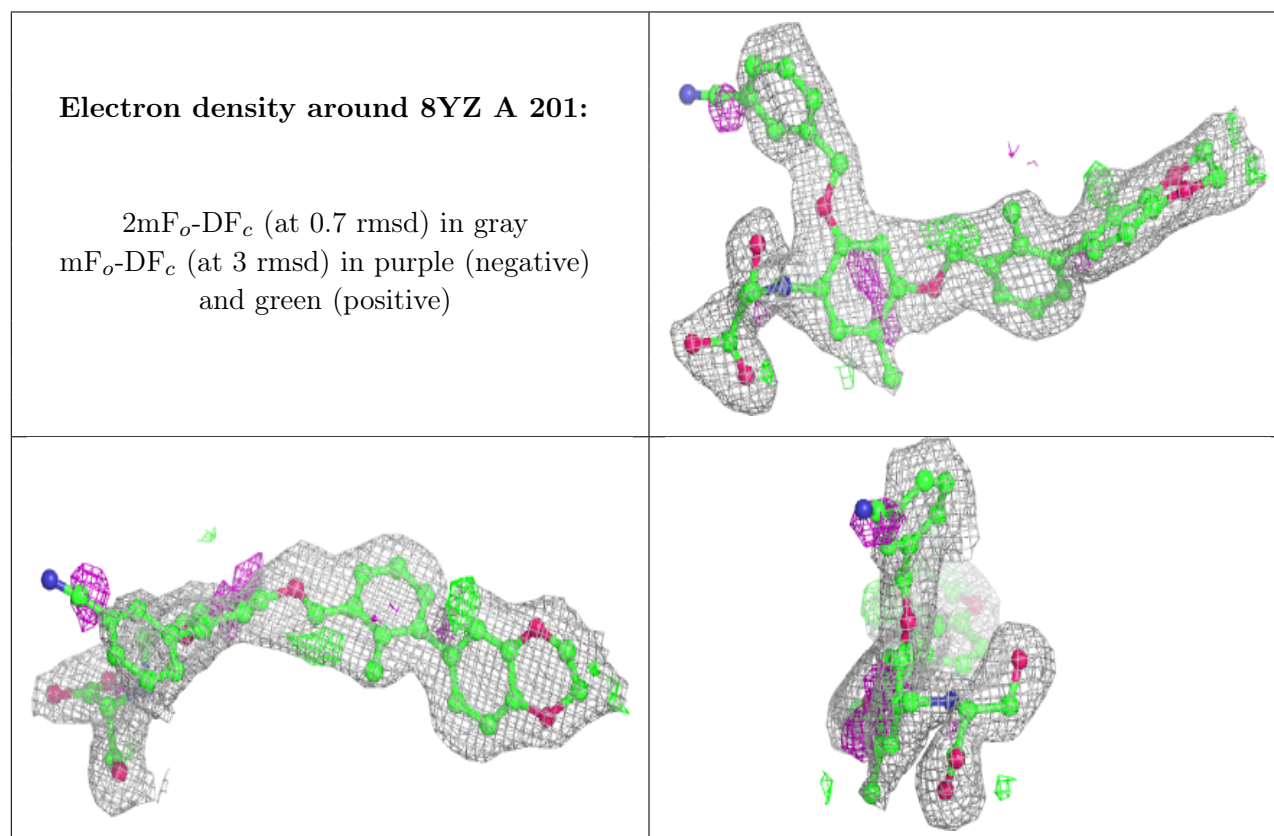 Electron density around 8YZ A 201:
2mFo-DFc (at 0.7 rmsd) in gray
mFo-DFc (at 3 rmsd) in purple (negative)
and green (positive)